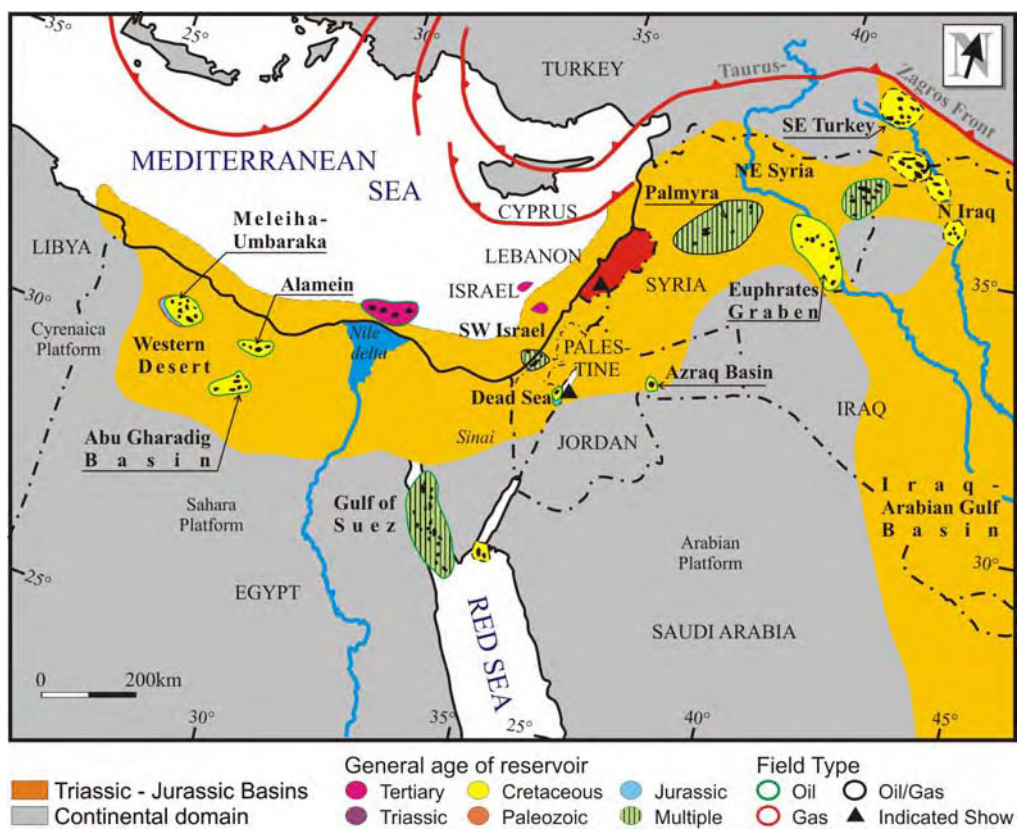 35°
25°
30°
35°
40°
N
TURKEY
Taurus-
Zagros Front
SE Turkey
MEDITERRANEAN
SEA
NE Syria
Palmyra
CYPRUS
Meleiha-
Umbaraka
N Iraq
LIBYA
LEBANON
Alamein
ISRAEL
SYRIA
35°
30°
Euphrates
Graben
Cyrenaica
Platform
Nile
delta
SW Israel
Western
Desert
PALES-
TINE
Azraq Basin
Dead Sea
IRAQ
Abu Gharadig
Basin
Sinai
JORDAN
Iraq-
Arabian Gulf
Basin
Gulf of
Suez
Sahara
Platform
Arabian
Platform
25°
30°
EGYPT
RED SEA
SAUDI ARABIA
0 200km
30°
35°
25°
40°
45°
Triassic - Jurassic Basins
Continental domain
General age of reservoir
Tertiary
Cretaceous
Jurassic
Triassic
Paleozoic
Multiple
Field Type
Oil
Oil/Gas
Gas
Indicated Show